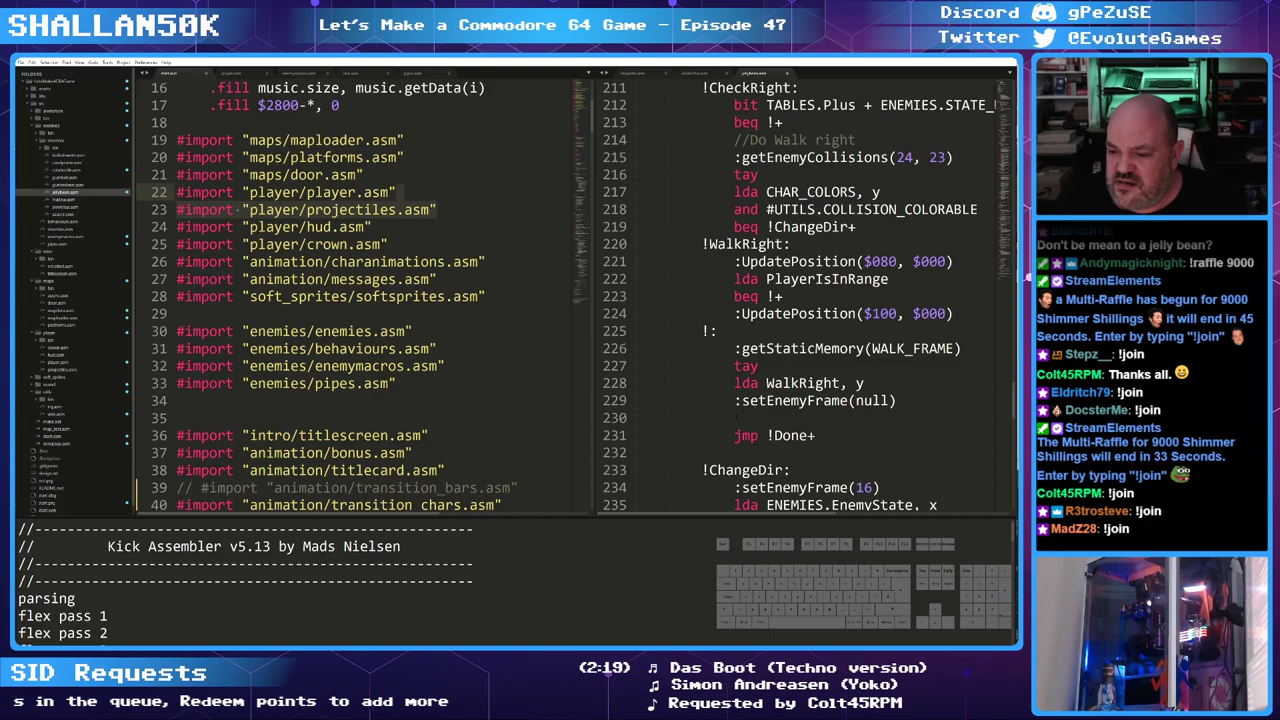 SHALLAN50K
Let's Make a Commodore 64 Game – Episode 47
Discord gPeZuSE
Twitter @EvoluteGames
FOLDERS
16 .fill music.size, music.getData(i)
17 .fill $2800-*, 0
18
19 #import "maps/maploader.asm"
20 #import "maps/platforms.asm"
21 #import "maps/door.asm"
22 #import "player/player.asm"
23 #import "player/projectiles.asm"
24 #import "player/hud.asm"
25 #import "player/crown.asm"
26 #import "animation/charanimations.asm"
27 #import "animation/messages.asm"
28 #import "soft_sprites/softsprites.asm"
29
30 #import "enemies/enemies.asm"
31 #import "enemies/behaviours.asm"
32 #import "enemies/enemymacros.asm"
33 #import "enemies/pipes.asm"
34
35
36 #import "intro/titlescreen.asm"
37 #import "animation/bonus.asm"
38 #import "animation/titlecard.asm"
39 // #import "animation/transition_bars.asm"
40 #import "animation/transition_chars.asm"
211 !CheckRight:
212 bit TABLES.Plus + ENEMIES.STATE_
213 beq !+
214 //Do Walk right
215 :getEnemyCollisions(24, 23)
216 tay
217 lda CHAR_COLORS, y
218 and #UTILS.COLLISION_COLORABLE
219 beq !ChangeDir+
220 !WalkRight:
221 :UpdatePosition($080, $000)
222 lda PlayerIsInRange
223 beq !+
224 :UpdatePosition($100, $000)
225 !:
226 :getStaticMemory(WALK_FRAME)
227 tay
228 lda WalkRight, y
229 :setEnemyFrame(null)
230
231 jmp !Done+
232
233 !ChangeDir:
234 :setEnemyFrame(16)
235 lda ENEMIES.EnemyState, x
//--------------------------------------------------
// Kick Assembler v5.13 by Mads Nielsen
//--------------------------------------------------
//--------------------------------------------------
parsing
flex pass 1
flex pass 2
Eldritch79:
Don't be mean to a jelly bean?
Andymagicknight: !raffle 9000
StreamElements
a Multi-Raffle has begun for 9000
Shimmer Shillings it will end in 45
Seconds. Enter by typing "!join"
Stepz__: !join
Colt45RPM: Thanks all.
Eldritch79: !join
DocsterMe: !join
StreamElements
The Multi-Raffle for 9000 Shimmer
Shillings will end in 33 Seconds.
Enter by typing "!join"
Colt45RPM: !join
R3trosteve: !join
MadZ28: !join
SID Requests
s in the queue, Redeem points to add more
(2:19) ♫ Das Boot (Techno version)
♫ Simon Andreasen (Yoko)
♪ Requested by Colt45RPM